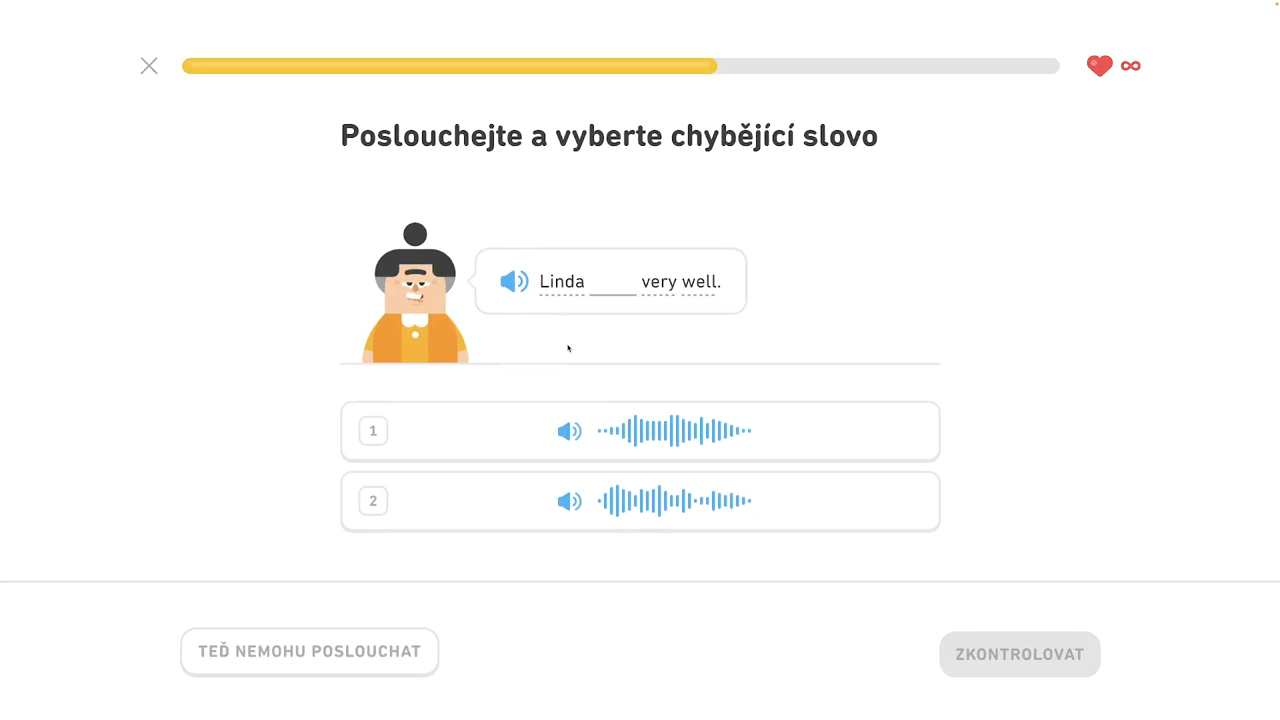 Poslouchejte a vyberte chybějící slovo
Linda _____ very well.
1
2
TEĎ NEMOHU POSLOUCHAT
ZKONTROLOVAT